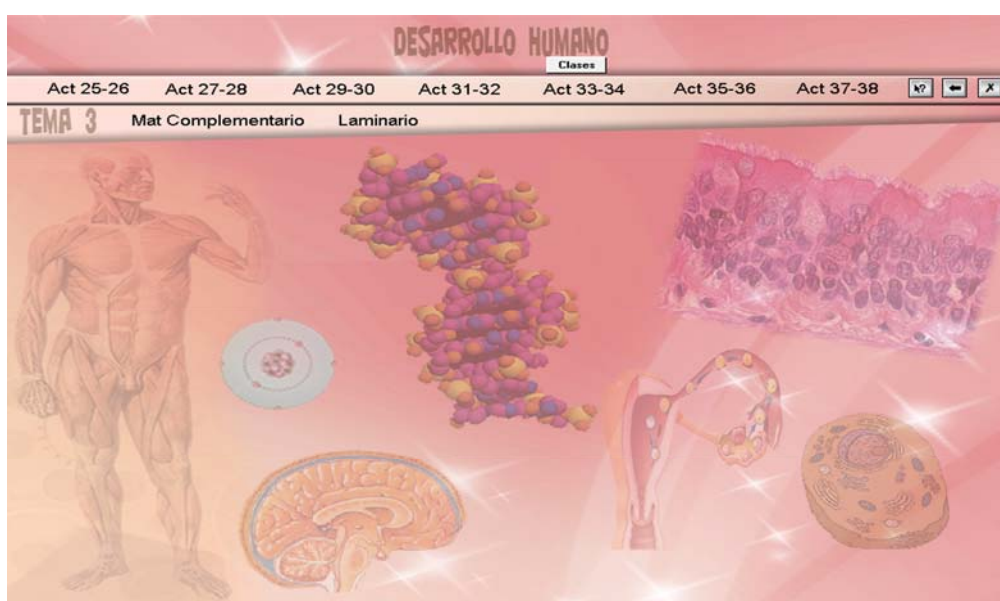 DESARROLLO HUMANO
Clases
Act 25-26 Act 27-28 Act 29-30 Act 31-32 Act 33-34 Act 35-36 Act 37-38 ? X
TEMA 3 Mat Complementario Laminario